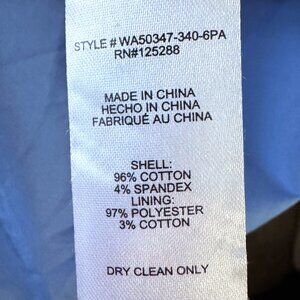 STYLE # WA50347-340-6PA
RN#125288
MADE IN CHINA
HECHO IN CHINA
FABRIQUÉ AU CHINA
SHELL:
96% COTTON
4% SPANDEX
LINING:
97% POLYESTER
3% COTTON
DRY CLEAN ONLY